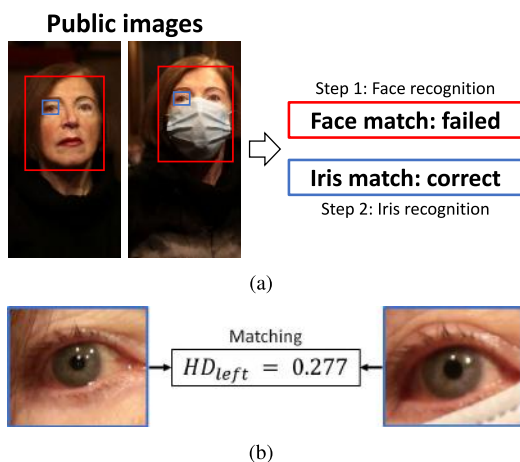 Public images
Step 1: Face recognition
Face match: failed
Iris match: correct
Step 2: Iris recognition
(a)
Matching
HD_left = 0.277
(b)